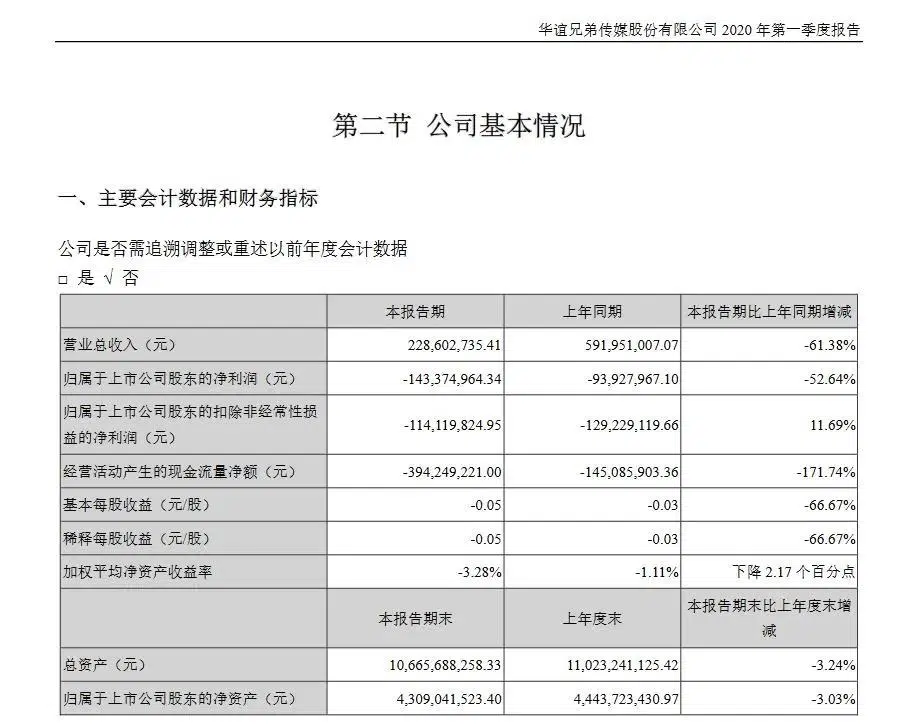 华谊兄弟传媒股份有限公司 2020 年第一季度报告
第二节 公司基本情况
一、主要会计数据和财务指标
公司是否需追溯调整或重述以前年度会计数据
□ 是 √ 否
本报告期 上年同期 本报告期比上年同期增减
营业总收入（元） 228,602,735.41 591,951,007.07 -61.38%
归属于上市公司股东的净利润（元） -143,374,964.34 -93,927,967.10 -52.64%
归属于上市公司股东的扣除非经常性损
益的净利润（元） -114,119,824.95 -129,229,119.66 11.69%
经营活动产生的现金流量净额（元） -394,249,221.00 -145,085,903.36 -171.74%
基本每股收益（元/股） -0.05 -0.03 -66.67%
稀释每股收益（元/股） -0.05 -0.03 -66.67%
加权平均净资产收益率 -3.28% -1.11% 下降 2.17 个百分点
本报告期末 上年度末 本报告期末比上年度末增
减
总资产（元） 10,665,688,258.33 11,023,241,125.42 -3.24%
归属于上市公司股东的净资产（元） 4,309,041,523.40 4,443,723,430.97 -3.03%